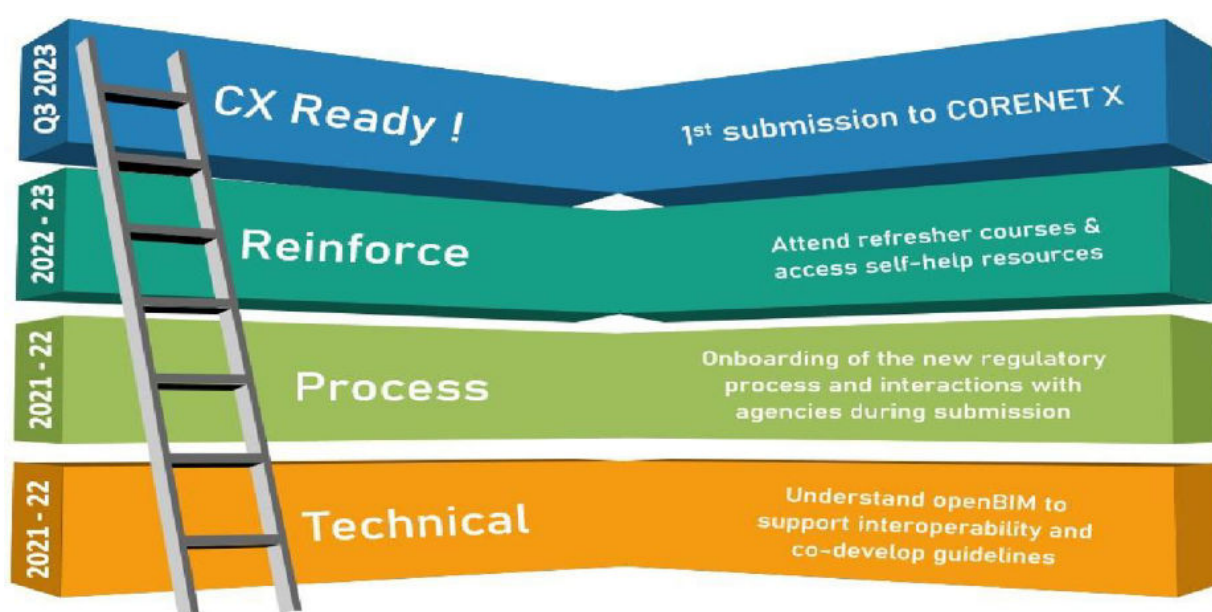 Q3 2023
CX Ready !
1st submission to CORENET X
2022 - 23
Reinforce
Attend refresher courses &
access self-help resources
2021 - 22
Process
Onboarding of the new regulatory
process and interactions with
agencies during submission
2021 - 22
Technical
Understand openBIM to
support interoperability and
co-develop guidelines